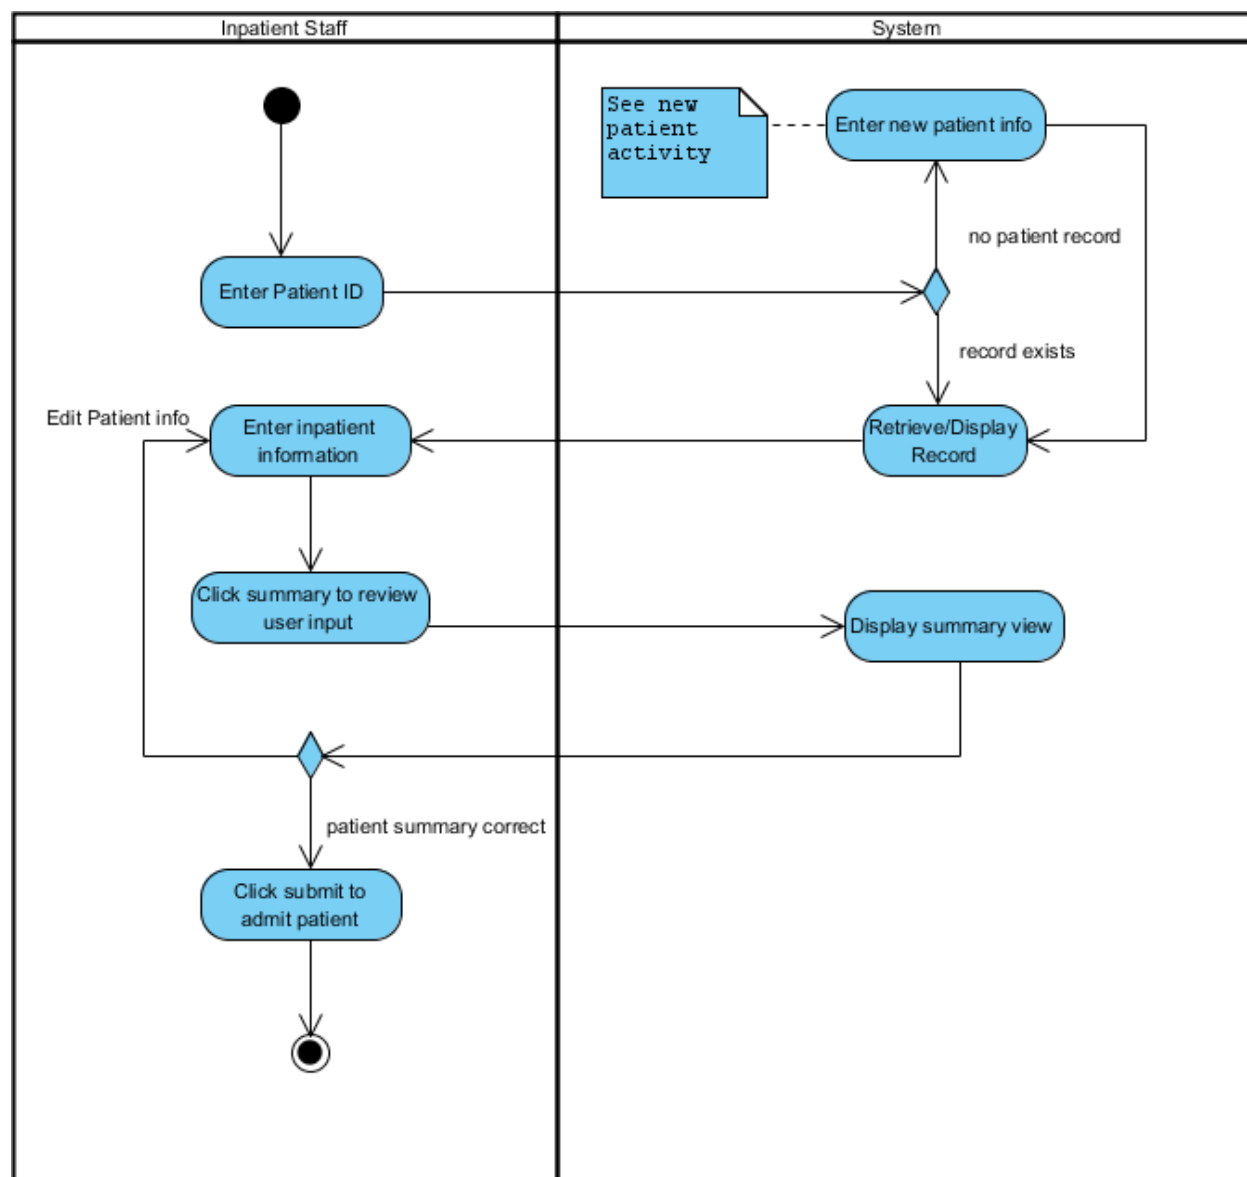 Inpatient Staff
System
See new
patient
activity
Enter new patient info
no patient record
Enter Patient ID
record exists
Edit Patient info
Enter inpatient
information
Retrieve/Display
Record
Click summary to review
user input
Display summary view
patient summary correct
Click submit to
admit patient